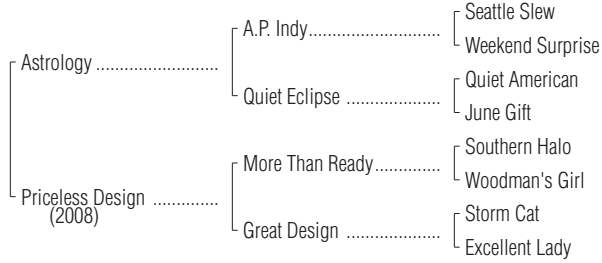 Seattle Slew
A.P. Indy....................................
Weekend Surprise
Astrology .................................
Quiet American
Quiet Eclipse .........................
June Gift
Southern Halo
More Than Ready.................
Woodman's Girl
Priceless Design .................
(2008)
Storm Cat
Great Design .........................
Excellent Lady